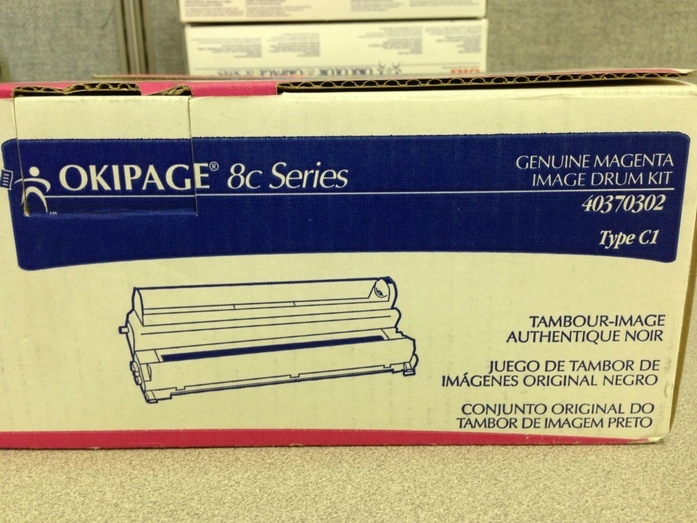 OKIPAGE® 8c Series
GENUINE MAGENTA
IMAGE DRUM KIT
40370302
Type C1
TAMBOUR-IMAGE
AUTHENTIQUE NOIR
JUEGO DE TAMBOR DE
IMÁGENES ORIGINAL NEGRO
CONJUNTO ORIGINAL DO
TAMBOR DE IMAGEM PRETO